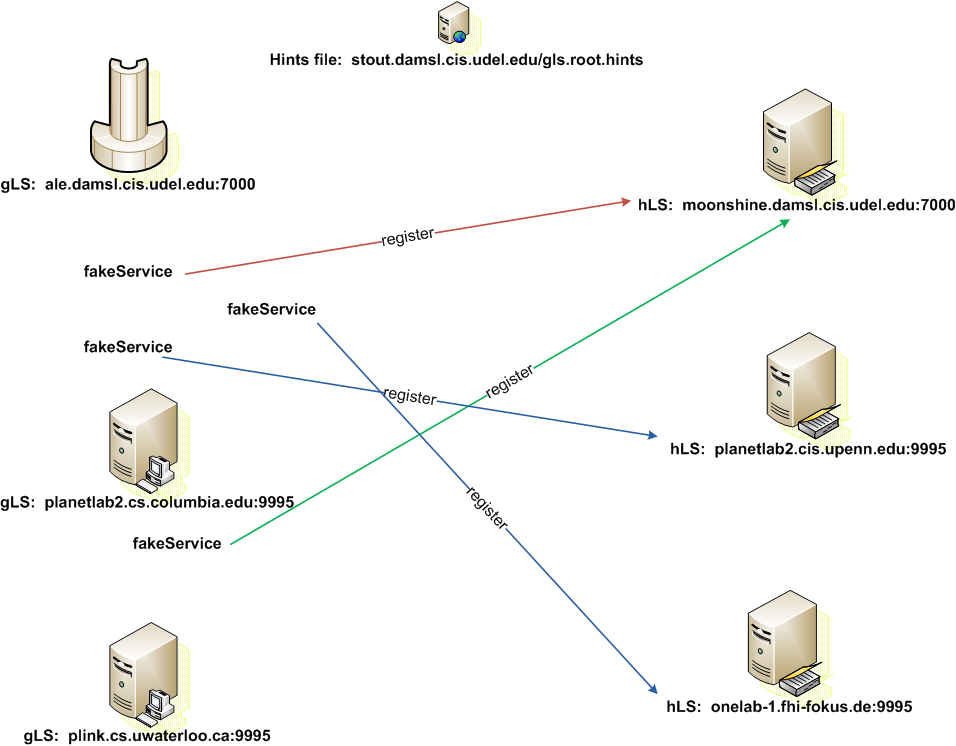 Hints file: stout.damsl.cis.udel.edu/gls.root.hints
gLS: ale.damsl.cis.udel.edu:7000
hLS: moonshine.damsl.cis.udel.edu:7000
register
fakeService
fakeService
fakeService
register
register
hLS: planetlab2.cis.upenn.edu:9995
gLS: planetlab2.cs.columbia.edu:9995
register
fakeService
hLS: onelab-1.fhi-fokus.de:9995
gLS: plink.cs.uwaterloo.ca:9995